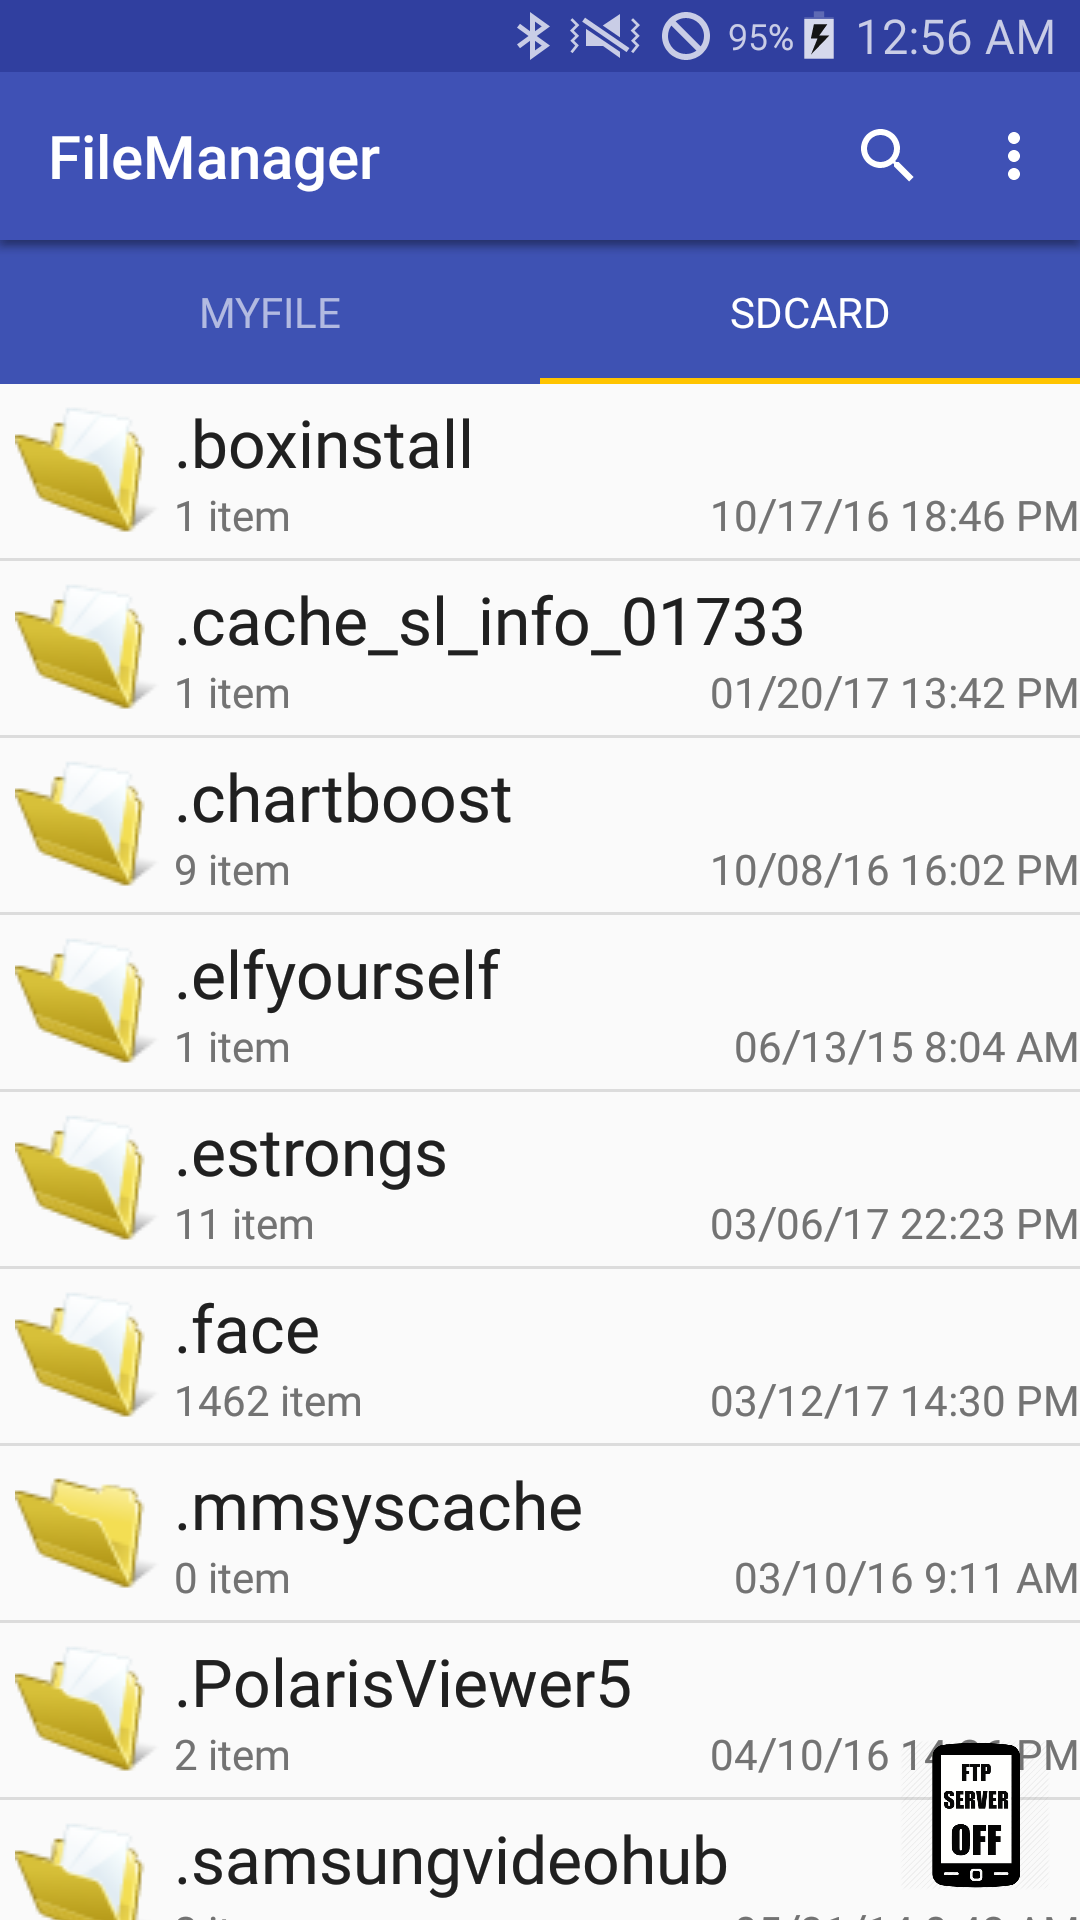 95% 12:56 AM
FileManager
MYFILE SDCARD
.boxinstall
1 item 10/17/16 18:46 PM
.cache_sl_info_01733
1 item 01/20/17 13:42 PM
.chartboost
9 item 10/08/16 16:02 PM
.elfyourself
1 item 06/13/15 8:04 AM
.estrongs
11 item 03/06/17 22:23 PM
.face
1462 item 03/12/17 14:30 PM
.mmsyscache
0 item 03/10/16 9:11 AM
.PolarisViewer5
2 item 04/10/16 PM
FTP
SERVER
OFF
.samsungvideohub